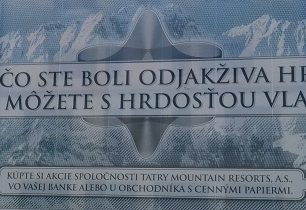 ČO STE BOLI ODJAKŽIVA
MÔŽETE S HRDOSŤOU
KÚPTE SI AKCIE SPOLOČNOSTI TATRY MOUNTAIN RESORTS, A.S.,
VO VAŠEJ BANKE ALEBO U OBCHODNÍKA S CENNÝMI PAPIERMI.